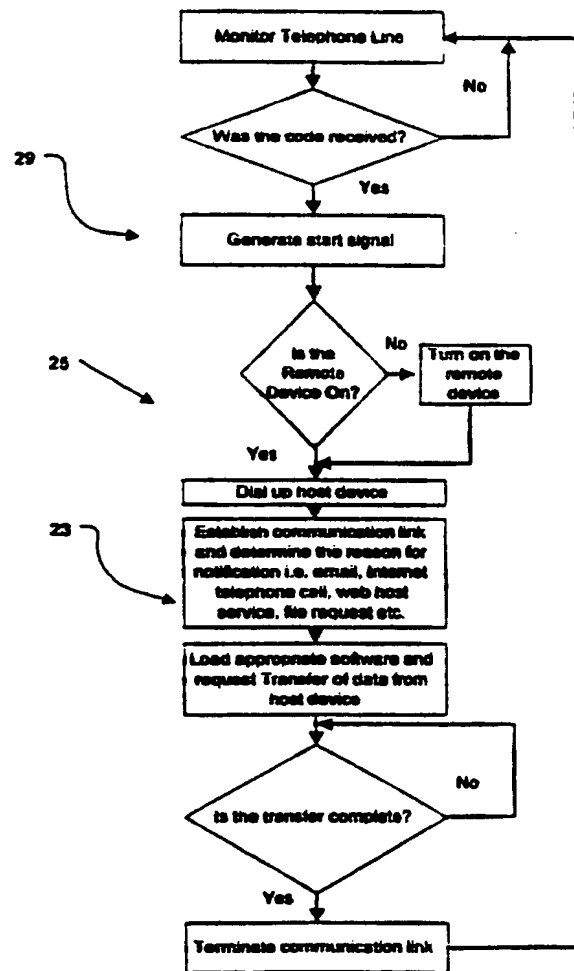 Monitor Telephone Line
No
Was the code received?
29
Yes
Generate start signal
Is the
Remote
Device On?
No
Turn on the
remote
device
25
Yes
Dial up host device
23
Establish communication link
and determine the reason for
notification i.e. email, Internet
telephone call, web host
service, file request etc.
Load appropriate software and
request Transfer of data from
host device
No
Is the transfer complete?
Yes
Terminate communication link